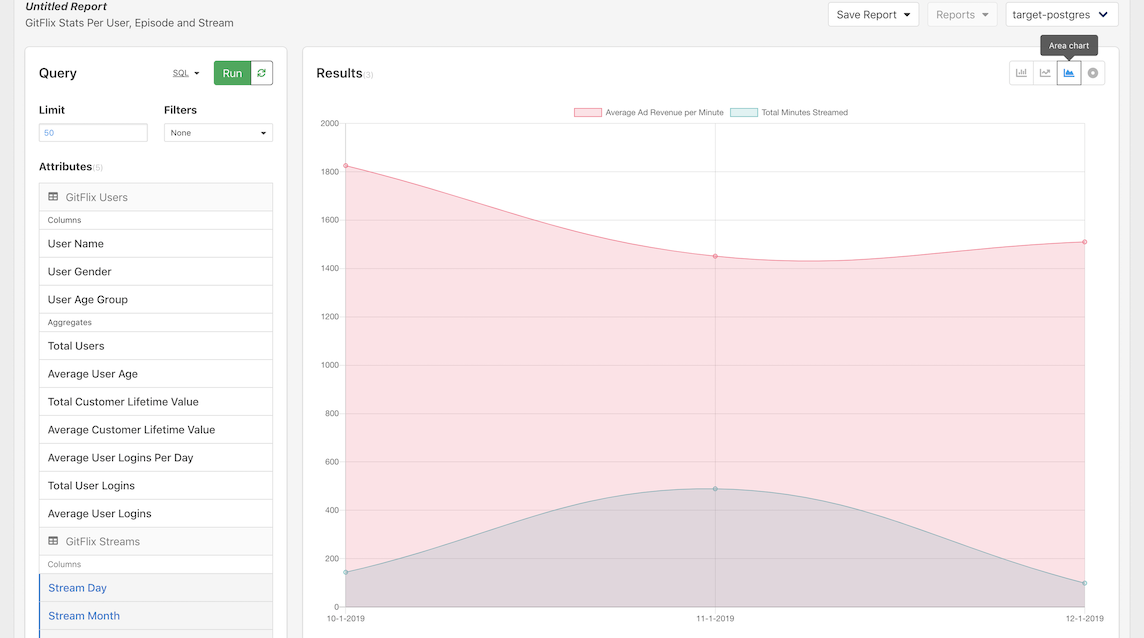 Untitled Report
GitFlix Stats Per User, Episode and Stream
Save Report
Reports
target-postgres
Area chart
Query
SQL
Run
Limit
Filters
50
None
Attributes(5)
GitFlix Users
Columns
User Name
User Gender
User Age Group
Aggregates
Total Users
Average User Age
Total Customer Lifetime Value
Average Customer Lifetime Value
Average User Logins Per Day
Total User Logins
Average User Logins
GitFlix Streams
Columns
Stream Day
Stream Month
Results(3)
Average Ad Revenue per Minute
Total Minutes Streamed
2000
1800
1600
1400
1200
1000
800
600
400
200
0
10-1-2019
11-1-2019
12-1-2019